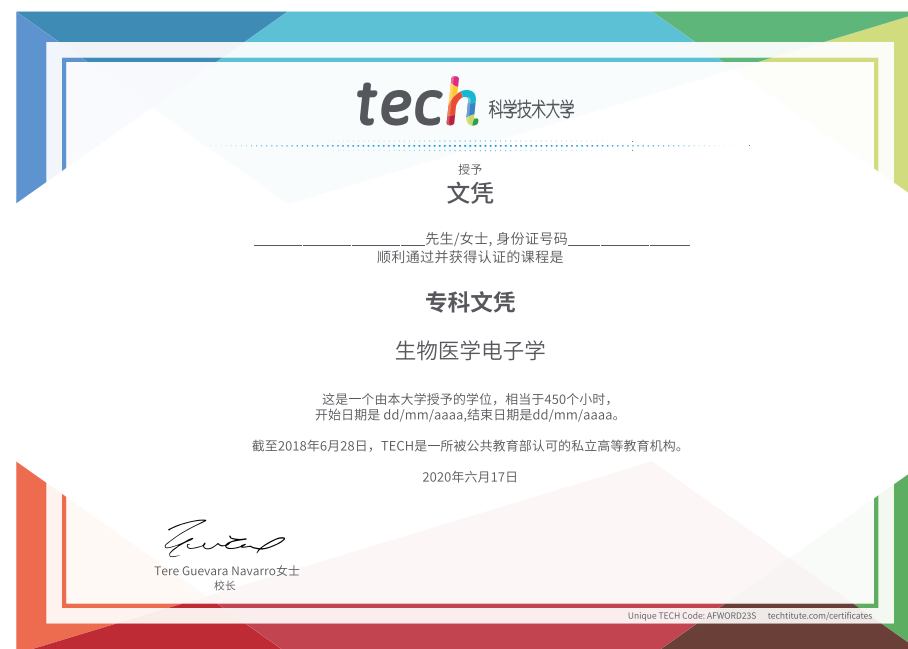 tech 科学技术大学
授予
文凭
____________________先生/女士, 身份证号码_______________
顺利通过并获得认证的课程是
专科文凭
生物医学电子学
这是一个由本大学授予的学位，相当于450个小时，
开始日期是 dd/mm/aaaa,结束日期是dd/mm/aaaa。
截至2018年6月28日，TECH是一所被公共教育部认可的私立高等教育机构。
2020年六月17日
Tere Guevara Navarro女士
校长
Unique TECH Code: AFWORD23S techtitute.com/certificates